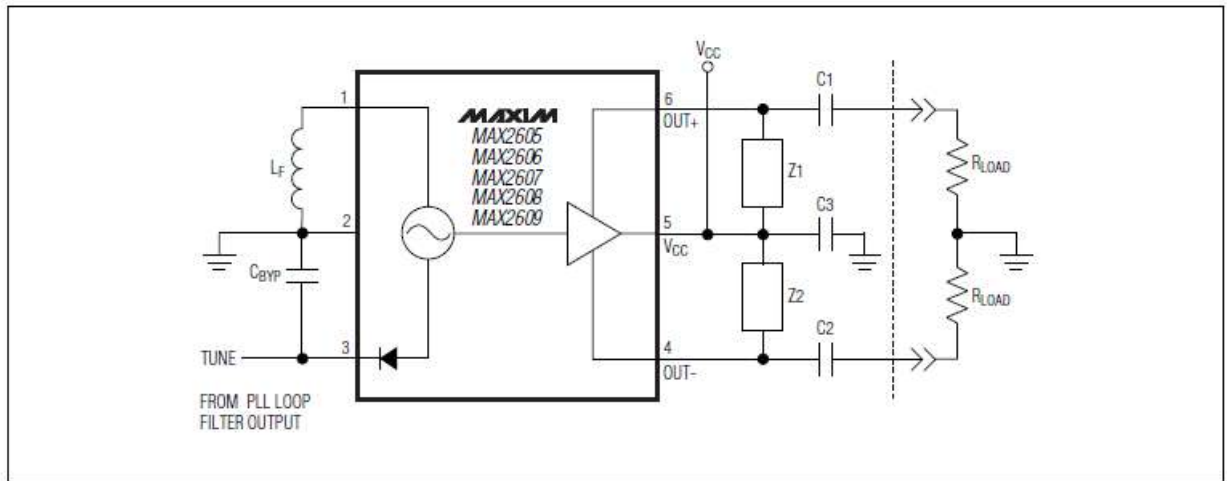 VCC
C1
1
6
MAXIM
OUT+
MAX2605
MAX2606
LF
Z1
RLOAD
MAX2607
MAX2608
C3
2
MAX2609
5
VCC
CBYP
Z2
RLOAD
C2
TUNE
3
4
OUT-
FROM PLL LOOP
FILTER OUTPUT